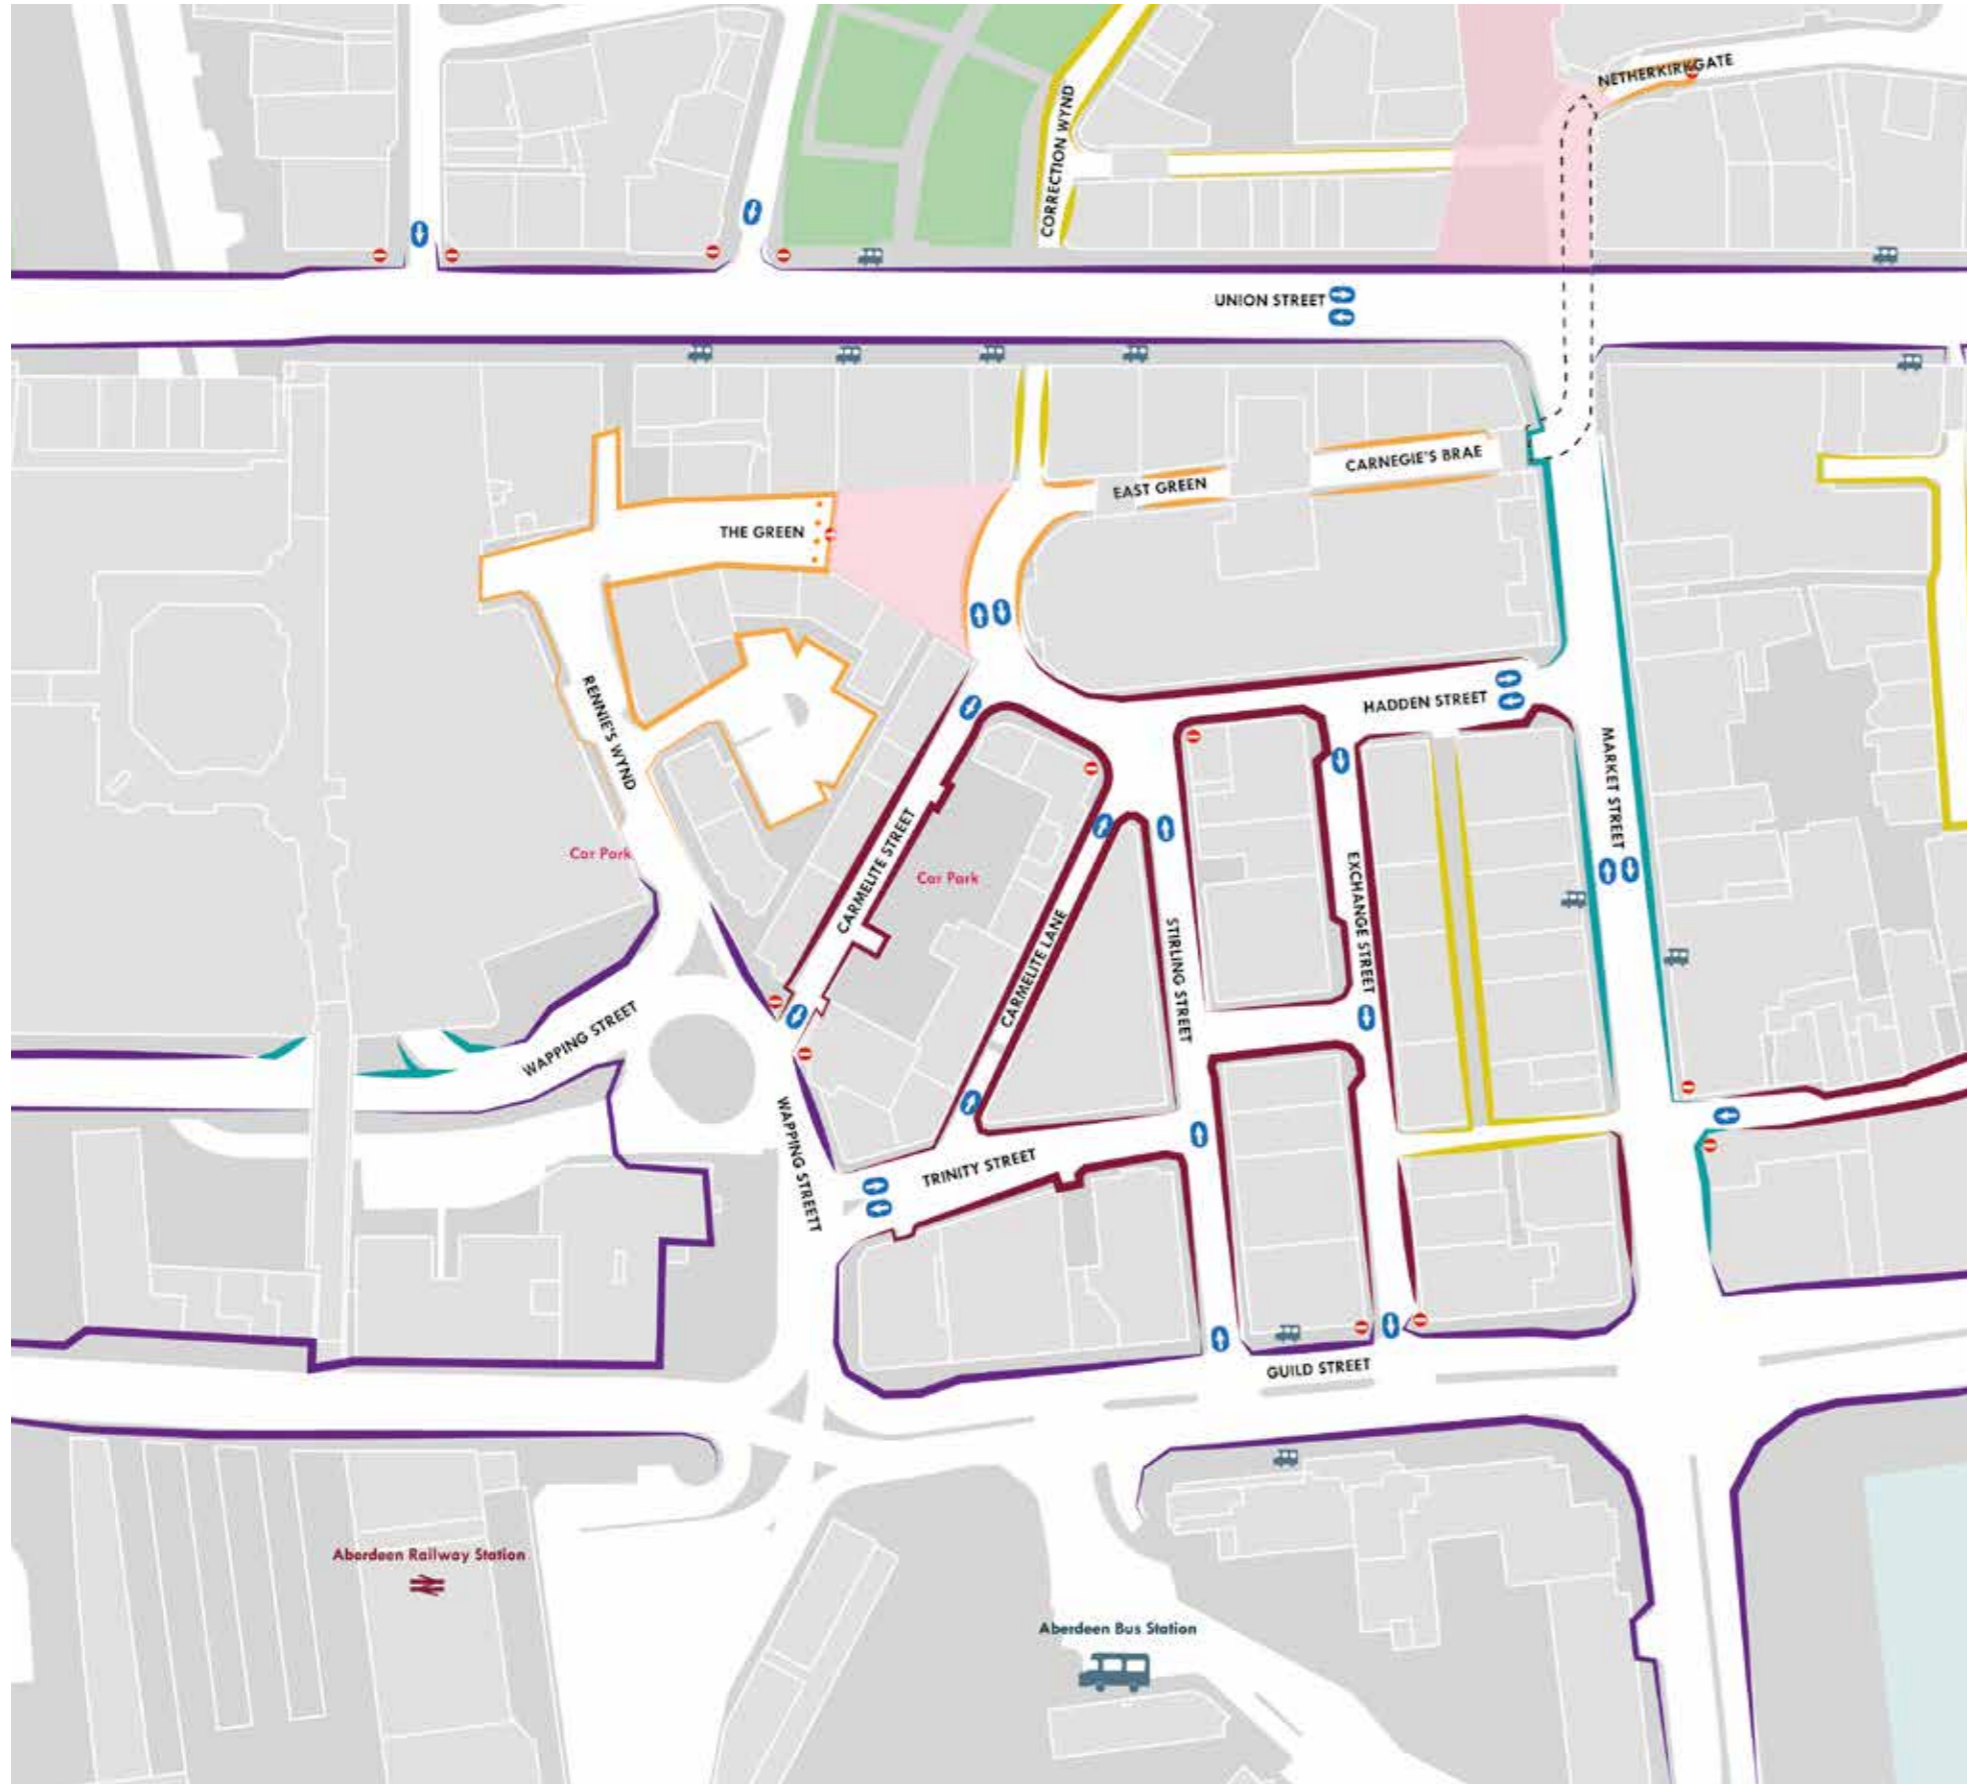 NETHERKIRKGATE
CORRECTION WYND
UNION STREET
CARNEGIE'S BRAE
EAST GREEN
THE GREEN
RENNIE'S WYND
HADDEN STREET
MARKET STREET
Car Park
Car Park
CARMELITE STREET
CARMELITE LANE
STIRLING STREET
EXCHANGE STREET
WAPPING STREET
WAPPING STREETT
TRINITY STREET
GUILD STREET
Aberdeen Railway Station
Aberdeen Bus Station